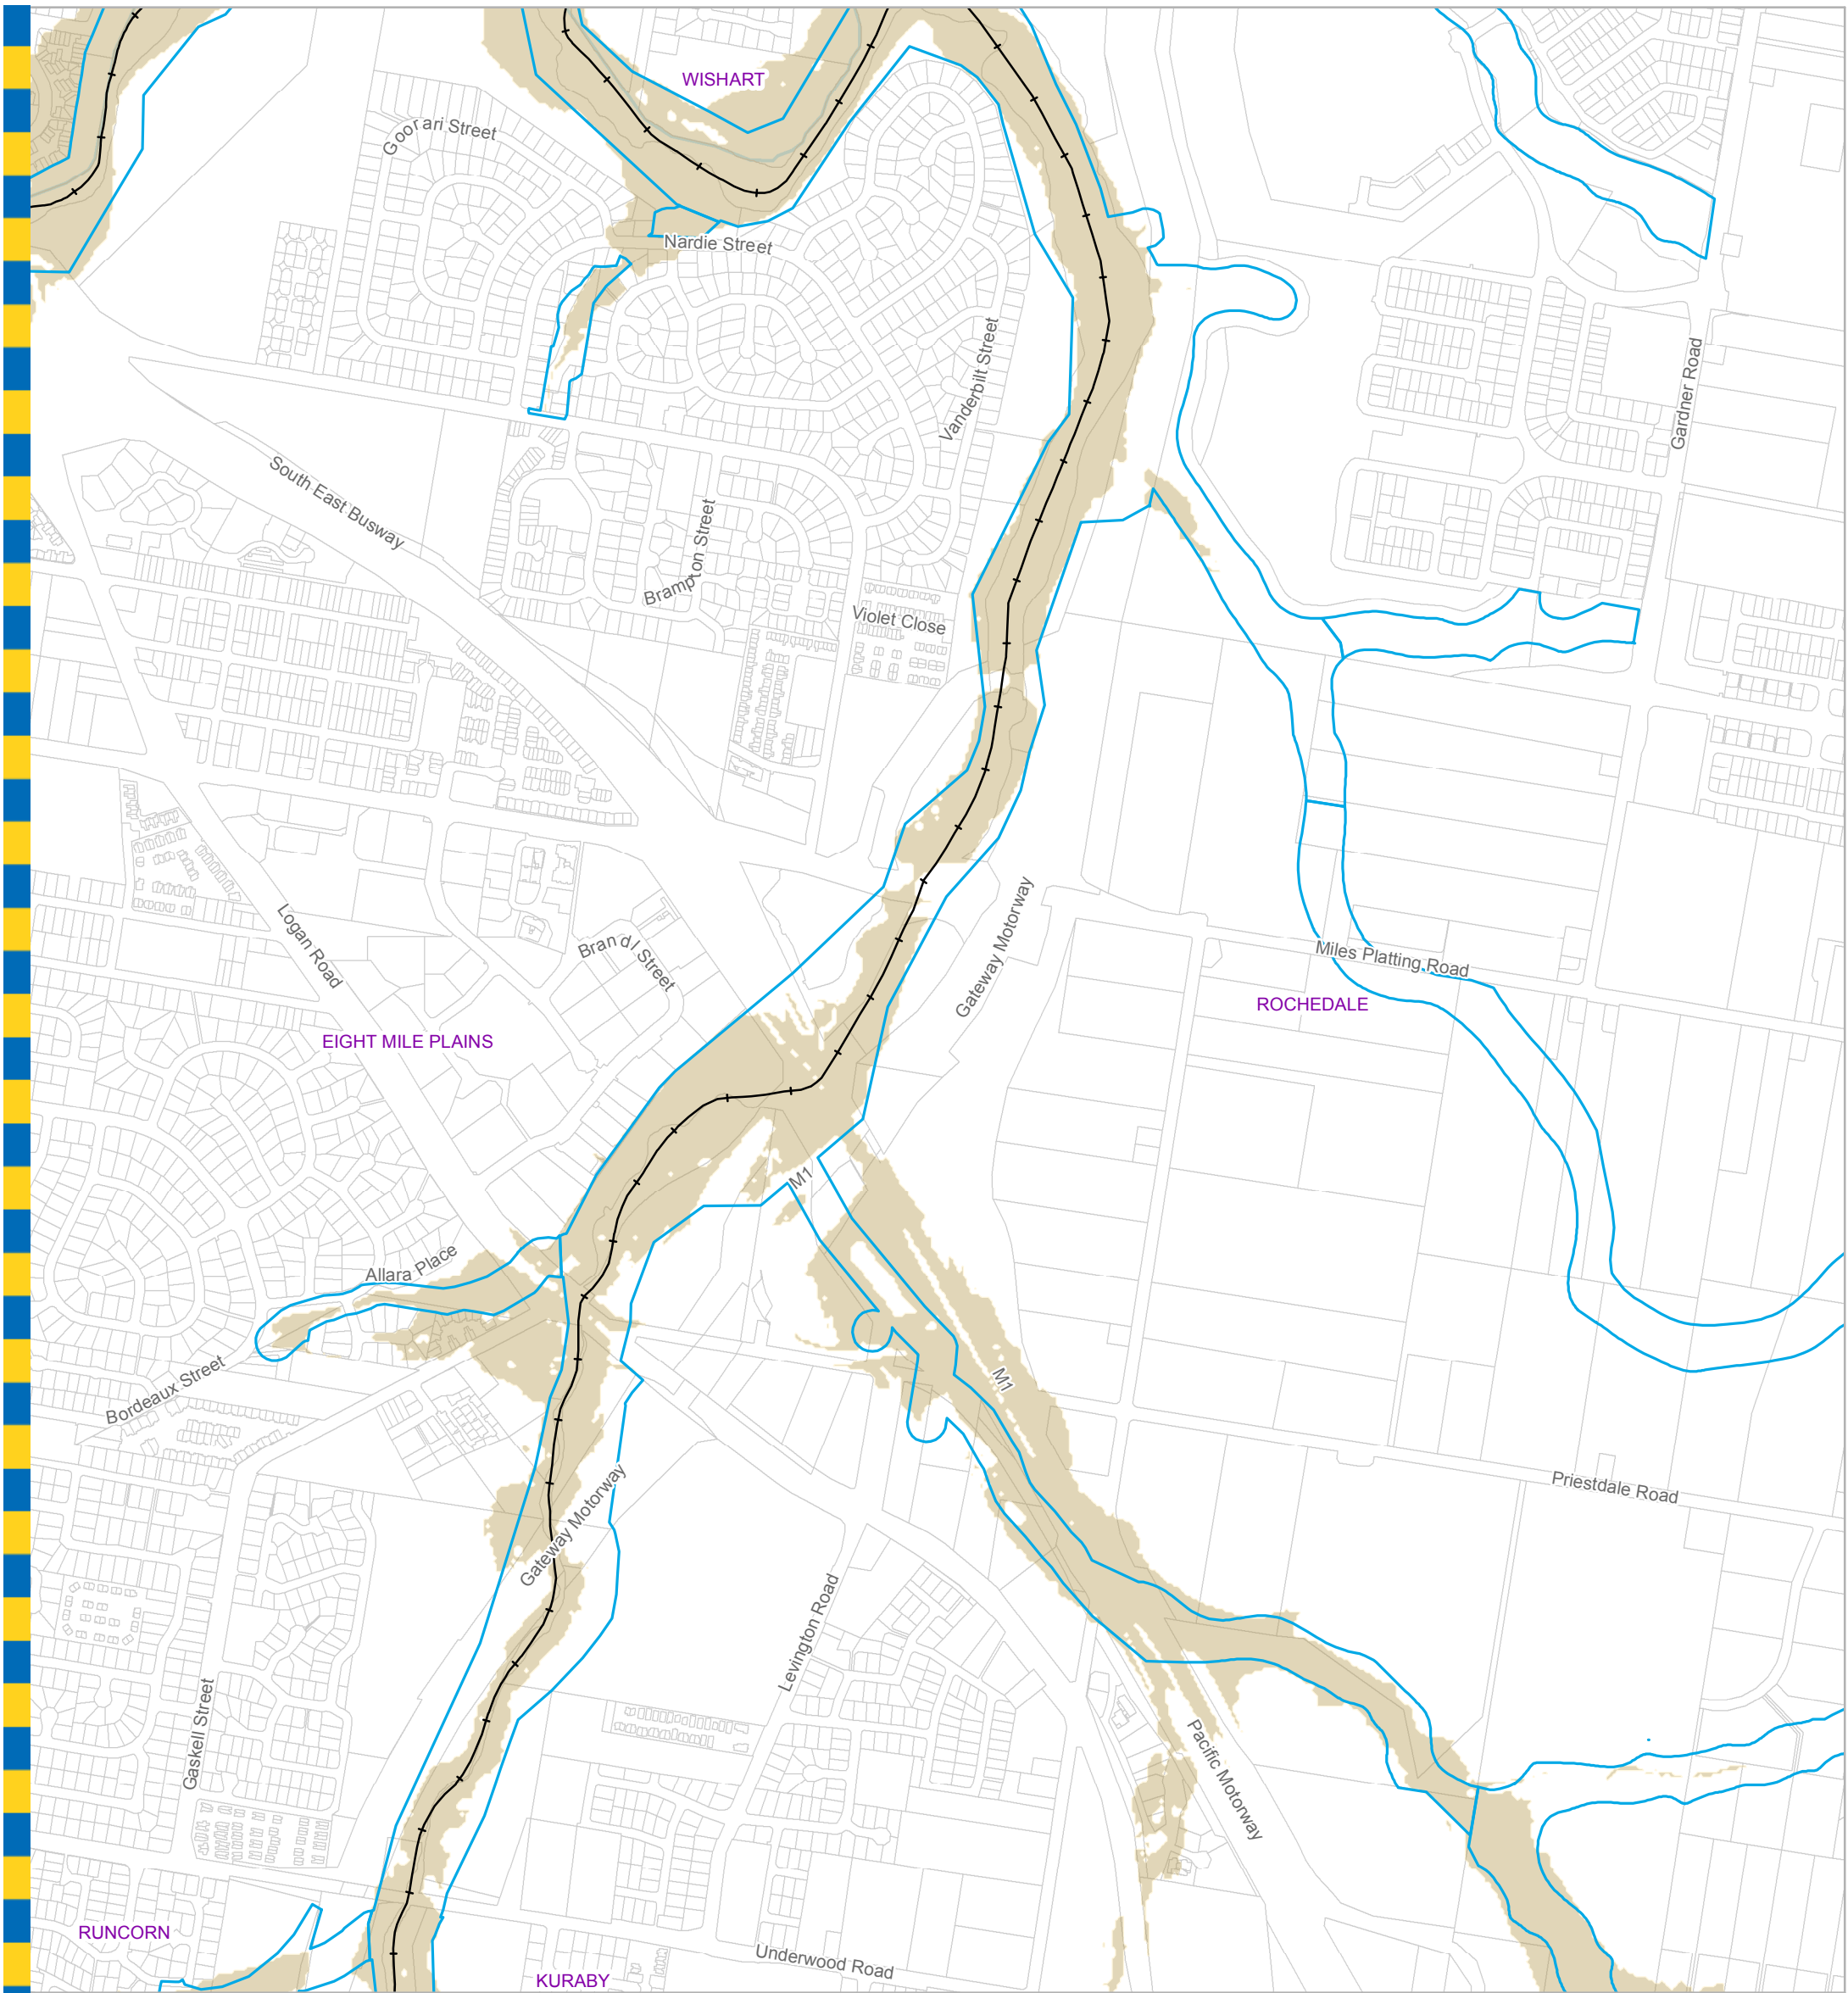 WISHART
Goorari Street
Nardie Street
Vanderbilt Street
Gardner Road
South East Busway
Brampton Street
Violet Close
Logan Road
Brandl Street
Gateway Motorway
Miles Platting Road
ROCHEDALE
EIGHT MILE PLAINS
M1
Allara Place
Bordeaux Street
M1
Priestdale Road
Gateway Motorway
Levington Road
Gaskell Street
Pacific Motorway
RUNCORN
Underwood Road
KURABY